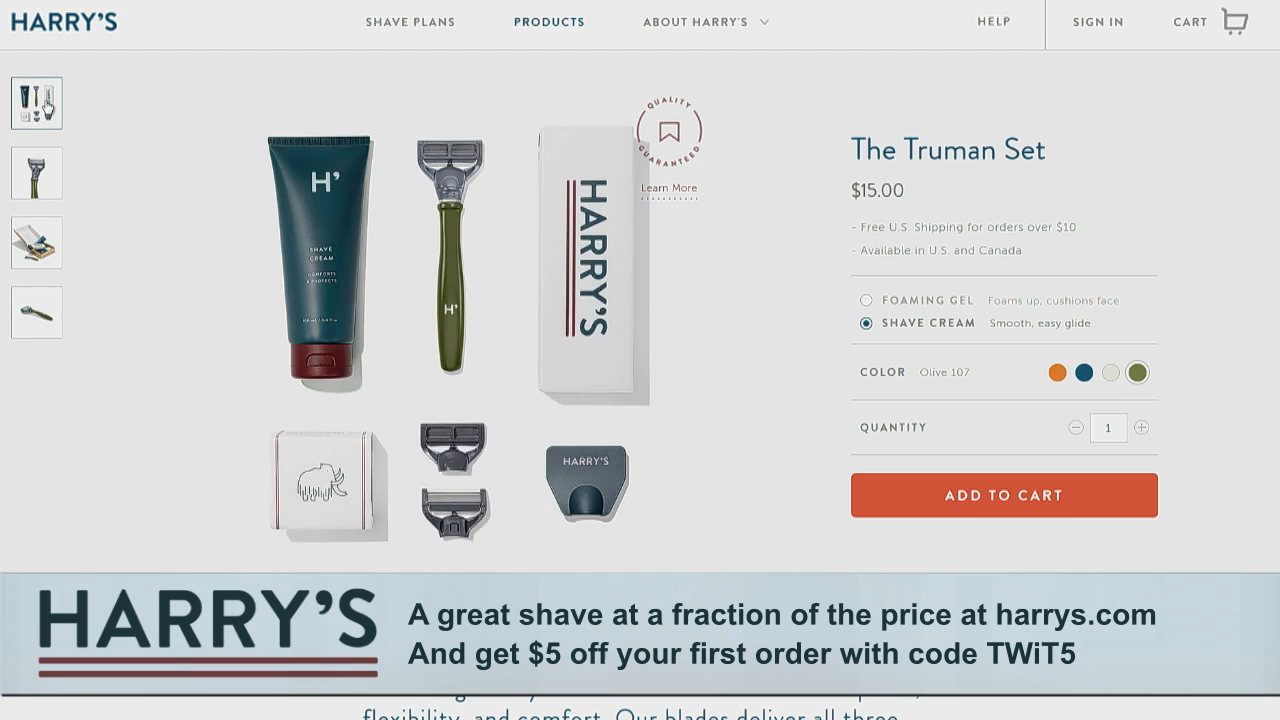 HARRY'S
SHAVE PLANS
PRODUCTS
ABOUT HARRY'S
HELP
SIGN IN
CART
H'
SHAVE
CREAM
COMFORTS
& PROTECTS
H'
HARRY'S
QUALITY
GUARANTEED
Learn More
HARRY'S
The Truman Set
$15.00
- Free U.S. Shipping for orders over $10
- Available in U.S. and Canada
FOAMING GEL Foams up, cushions face
SHAVE CREAM Smooth, easy glide
COLOR Olive 107
QUANTITY 1
ADD TO CART
HARRY'S
A great shave at a fraction of the price at harrys.com
And get $5 off your first order with code TWiT5
flexibility, and comfort. Our blades deliver all three